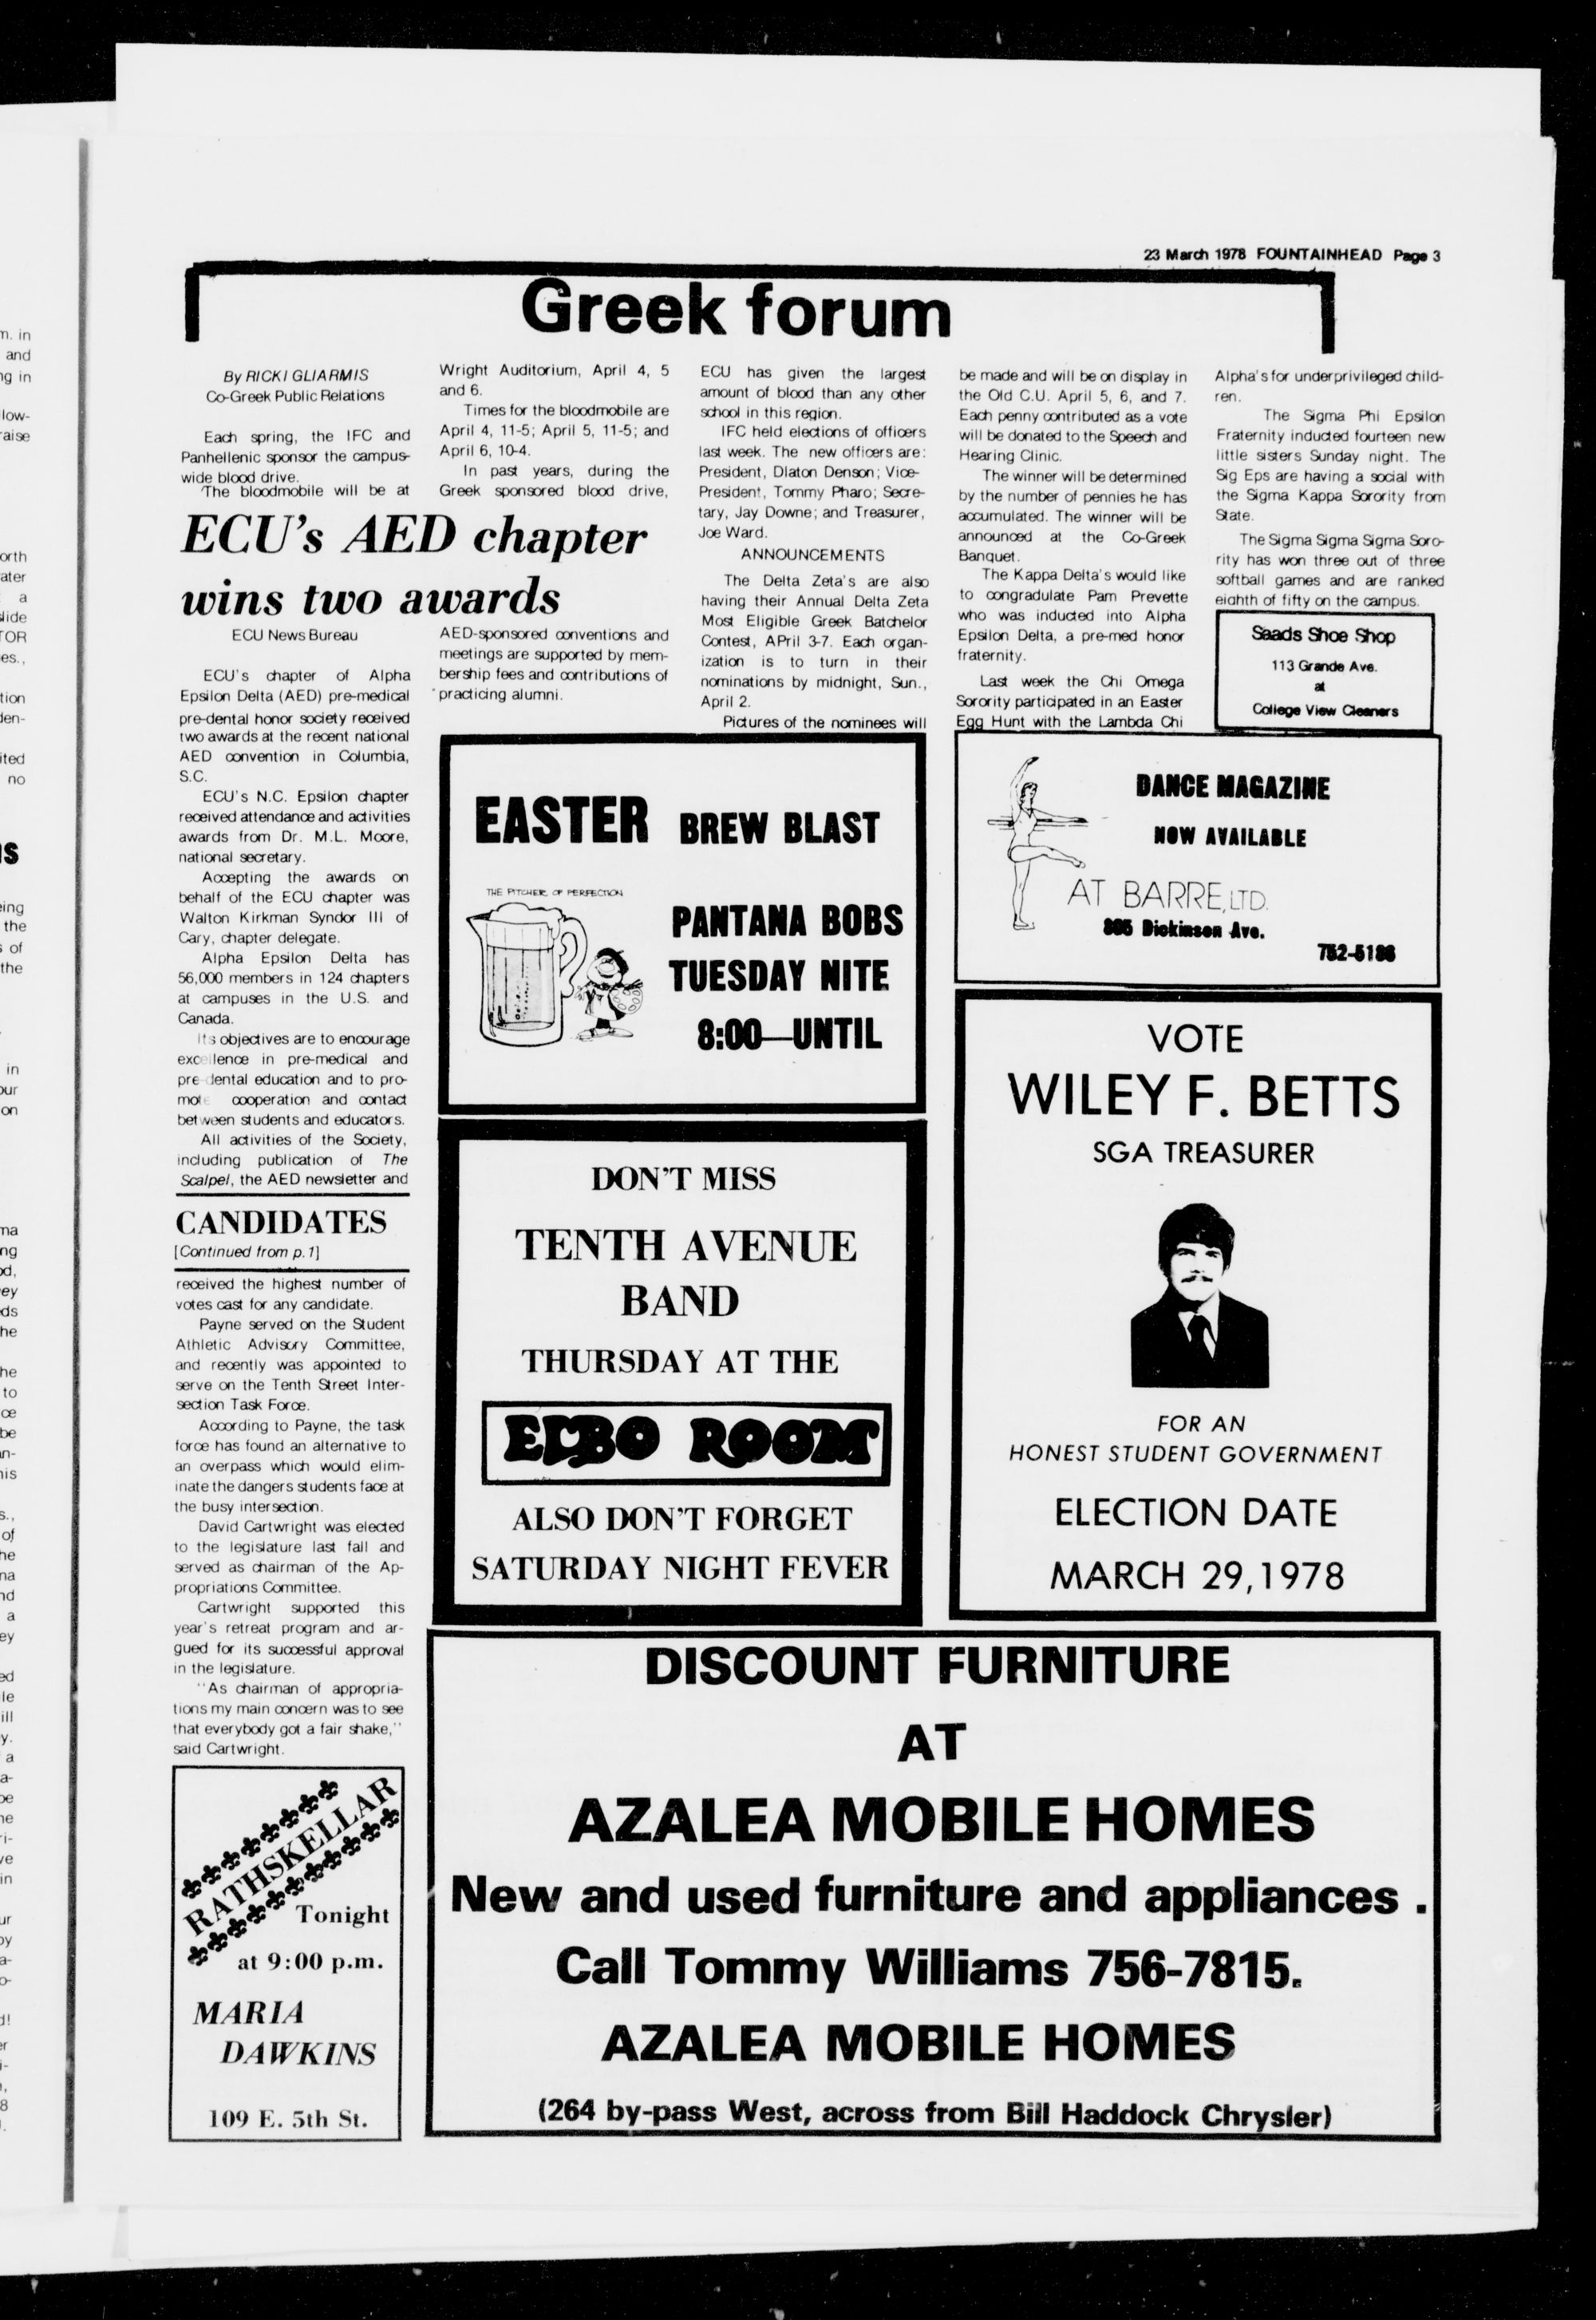 23 March 1978 FOUNTAINHEAD Page 3
Greek forum
By RICKI GLIARMIS
Co-Greek Public Relations
Each spring, the IFC and
Panhellenic sponsor the campus-
wide blood drive.
The bloodmobile will be at
Wright Auditorium, April 4, 5
and 6.
Times for the bloodmobile are
April 4, 11-5; April 5, 11-5; and
April 6, 10-4.
In past years, during the
Greek sponsored blood drive,
ECU has given the largest
amount of blood than any other
school in this region.
IFC held elections of officers
last week. The new officers are:
President, Dlaton Denson; Vice-
President, Tommy Pharo; Secre-
tary, Jay Downe; and Treasurer,
Joe Ward.
ANNOUNCEMENTS
The Delta Zeta's are also
having their Annual Delta Zeta
Most Eligible Greek Batchelor
Contest, APril 3-7. Each organ-
ization is to turn in their
nominations by midnight, Sun.,
April 2.
Pictures of the nominees will
be made and will be on display in
the Old C.U. April 5, 6, and 7.
Each penny contributed as a vote
will be donated to the Speech and
Hearing Clinic.
The winner will be determined
by the number of pennies he has
accumulated. The winner will be
announced at the Co-Greek
Banquet.
The Kappa Delta's would like
to congradulate Pam Prevette
who was inducted into Alpha
Epsilon Delta, a pre-med honor
fraternity.
Last week the Chi Omega
Sorority participated in an Easter
Egg Hunt with the Lambda Chi
Alpha's for underprivileged child-
ren.
The Sigma Phi Epsilon
Fraternity inducted fourteen new
little sisters Sunday night. The
Sig Eps are having a social with
the Sigma Kappa Sorority from
State.
The Sigma Sigma Sigma Soro-
rity has won three out of three
softball games and are ranked
eighth of fifty on the campus.
ECU's AED chapter
wins two awards
ECU News Bureau
ECU's chapter of Alpha
Epsilon Delta (AED) pre-medical
pre-dental honor society received
two awards at the recent national
AED convention in Columbia,
S.C.
ECU's N.C. Epsilon chapter
received attendance and activities
awards from Dr. M.L. Moore,
national secretary.
Accepting the awards on
behalf of the ECU chapter was
Walton Kirkman Syndor III of
Cary, chapter delegate.
Alpha Epsilon Delta has
56,000 members in 124 chapters
at campuses in the U.S. and
Canada.
Its objectives are to encourage
excellence in pre-medical and
pre dental education and to pro-
mote cooperation and contact
between students and educators.
All activities of the Society,
including publication of The
Scalpel, the AED newsletter and
AED-sponsored conventions and
meetings are supported by mem-
bership fees and contributions of
practicing alumni.
CANDIDATES
[Continued from p. 1]
received the highest number of
votes cast for any candidate.
Payne served on the Student
Athletic Advisory Committee,
and recently was appointed to
serve on the Tenth Street Inter-
section Task Force.
According to Payne, the task
force has found an alternative to
an overpass which would elim-
inate the dangers students face at
the busy intersection.
David Cartwright was elected
to the legislature last fall and
served as chairman of the Ap-
propriations Committee.
Cartwright supported this
year's retreat program and ar-
gued for its successful approval
in the legislature.
"As chairman of appropria-
tions my main concern was to see
that everybody got a fair shake,"
said Cartwright.
RATHSKELLAR
Tonight
at 9:00 p.m.
MARIA
DAWKINS
109 E. 5th St.
Saads Shoe Shop
113 Grande Ave.
at
College View Cleaners
EASTER BREW BLAST
THE PITCHER OF PERFECTION
PANTANA BOBS
TUESDAY NITE
8:00—UNTIL
DANCE MAGAZINE
NOW AVAILABLE
AT BARRE, LTD.
805 Dickinson Ave.
752-5186
DON'T MISS
TENTH AVENUE
BAND
THURSDAY AT THE
ELBO ROOM
ALSO DON'T FORGET
SATURDAY NIGHT FEVER
VOTE
WILEY F. BETTS
SGA TREASURER
FOR AN
HONEST STUDENT GOVERNMENT
ELECTION DATE
MARCH 29,1978
DISCOUNT FURNITURE
AT
AZALEA MOBILE HOMES
New and used furniture and appliances .
Call Tommy Williams 756-7815.
AZALEA MOBILE HOMES
(264 by-pass West, across from Bill Haddock Chrysler)